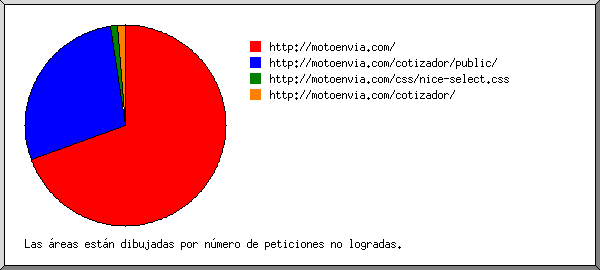 http://motoenvia.com/
http://motoenvia.com/cotizador/public/
http://motoenvia.com/css/nice-select.css
http://motoenvia.com/cotizador/
Las áreas están dibujadas por número de peticiones no logradas.